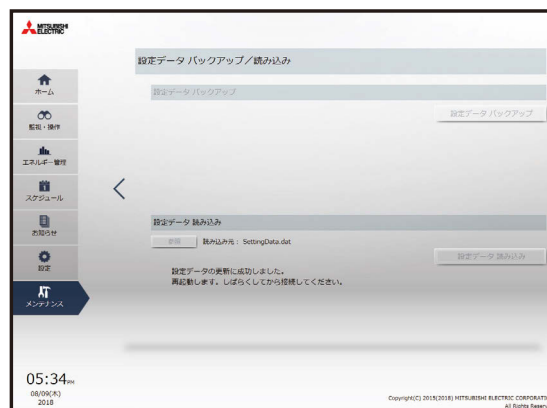 MITSUBISHI
ELECTRIC
設定データ バックアップ／読み込み
ホーム
監視・操作
エネルギー管理
スケジュール
お知らせ
設定
メンテナンス
設定データ バックアップ
設定データ バックアップ
設定データ 読み込み
参照 読み込み元： SettingData.dat
設定データ 読み込み
設定データの更新に成功しました。
再起動します。しばらくしてから接続してください。
05:34PM
08/09(木)
2018
Copyright(C) 2015(2018) MITSUBISHI ELECTRIC CORPORATI
All Rights Reserv